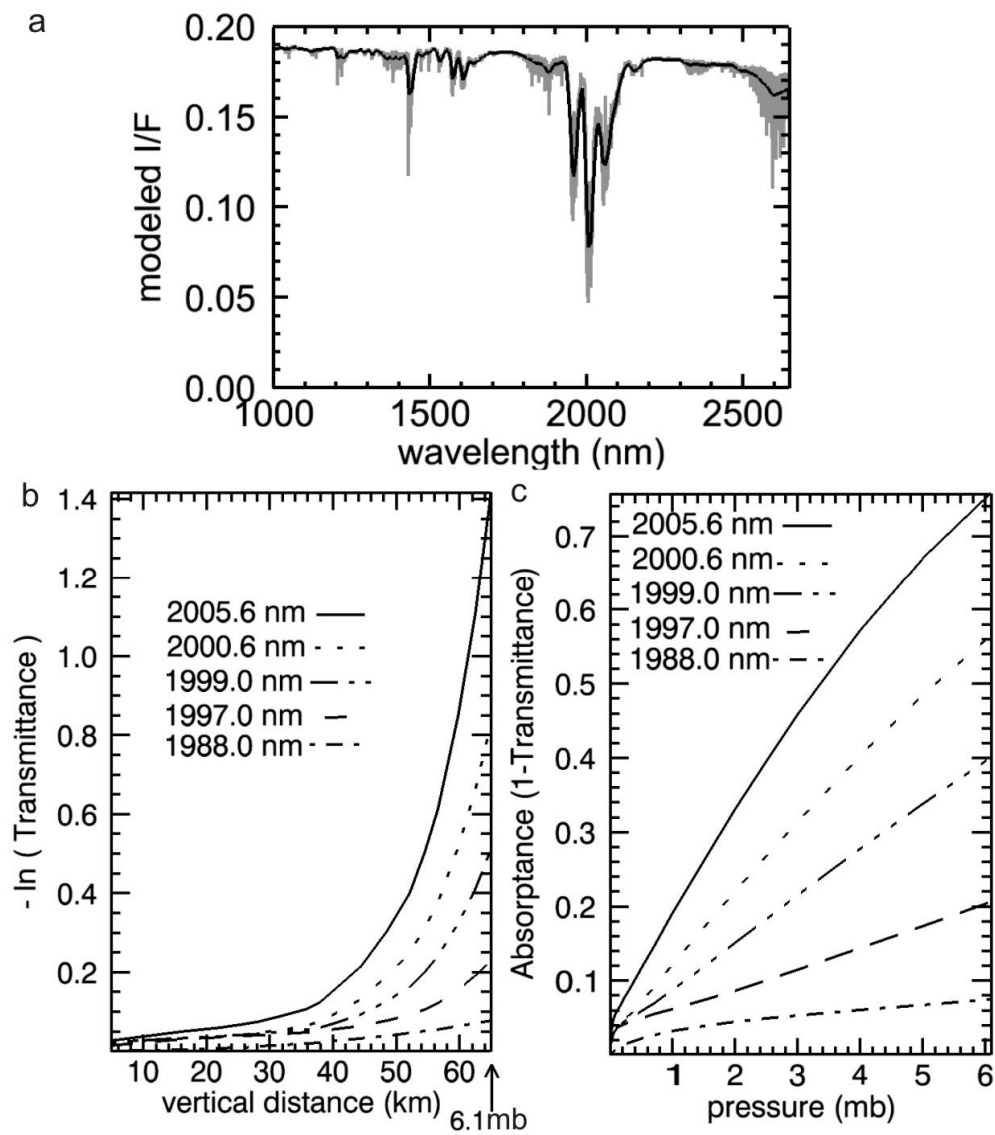 a
modeled I/F
0.20
0.15
0.10
0.05
0.00
1000 1500 2000 2500
wavelength (nm)
b
- ln ( Transmittance )
1.4
1.2
1.0
0.8
0.6
0.4
0.2
2005.6 nm
2000.6 nm
1999.0 nm
1997.0 nm
1988.0 nm
10 20 30 40 50 60
vertical distance (km)
6.1mb
c
Absorptance (1-Transmittance)
0.7
0.6
0.5
0.4
0.3
0.2
0.1
2005.6 nm
2000.6 nm
1999.0 nm
1997.0 nm
1988.0 nm
1 2 3 4 5 6
pressure (mb)